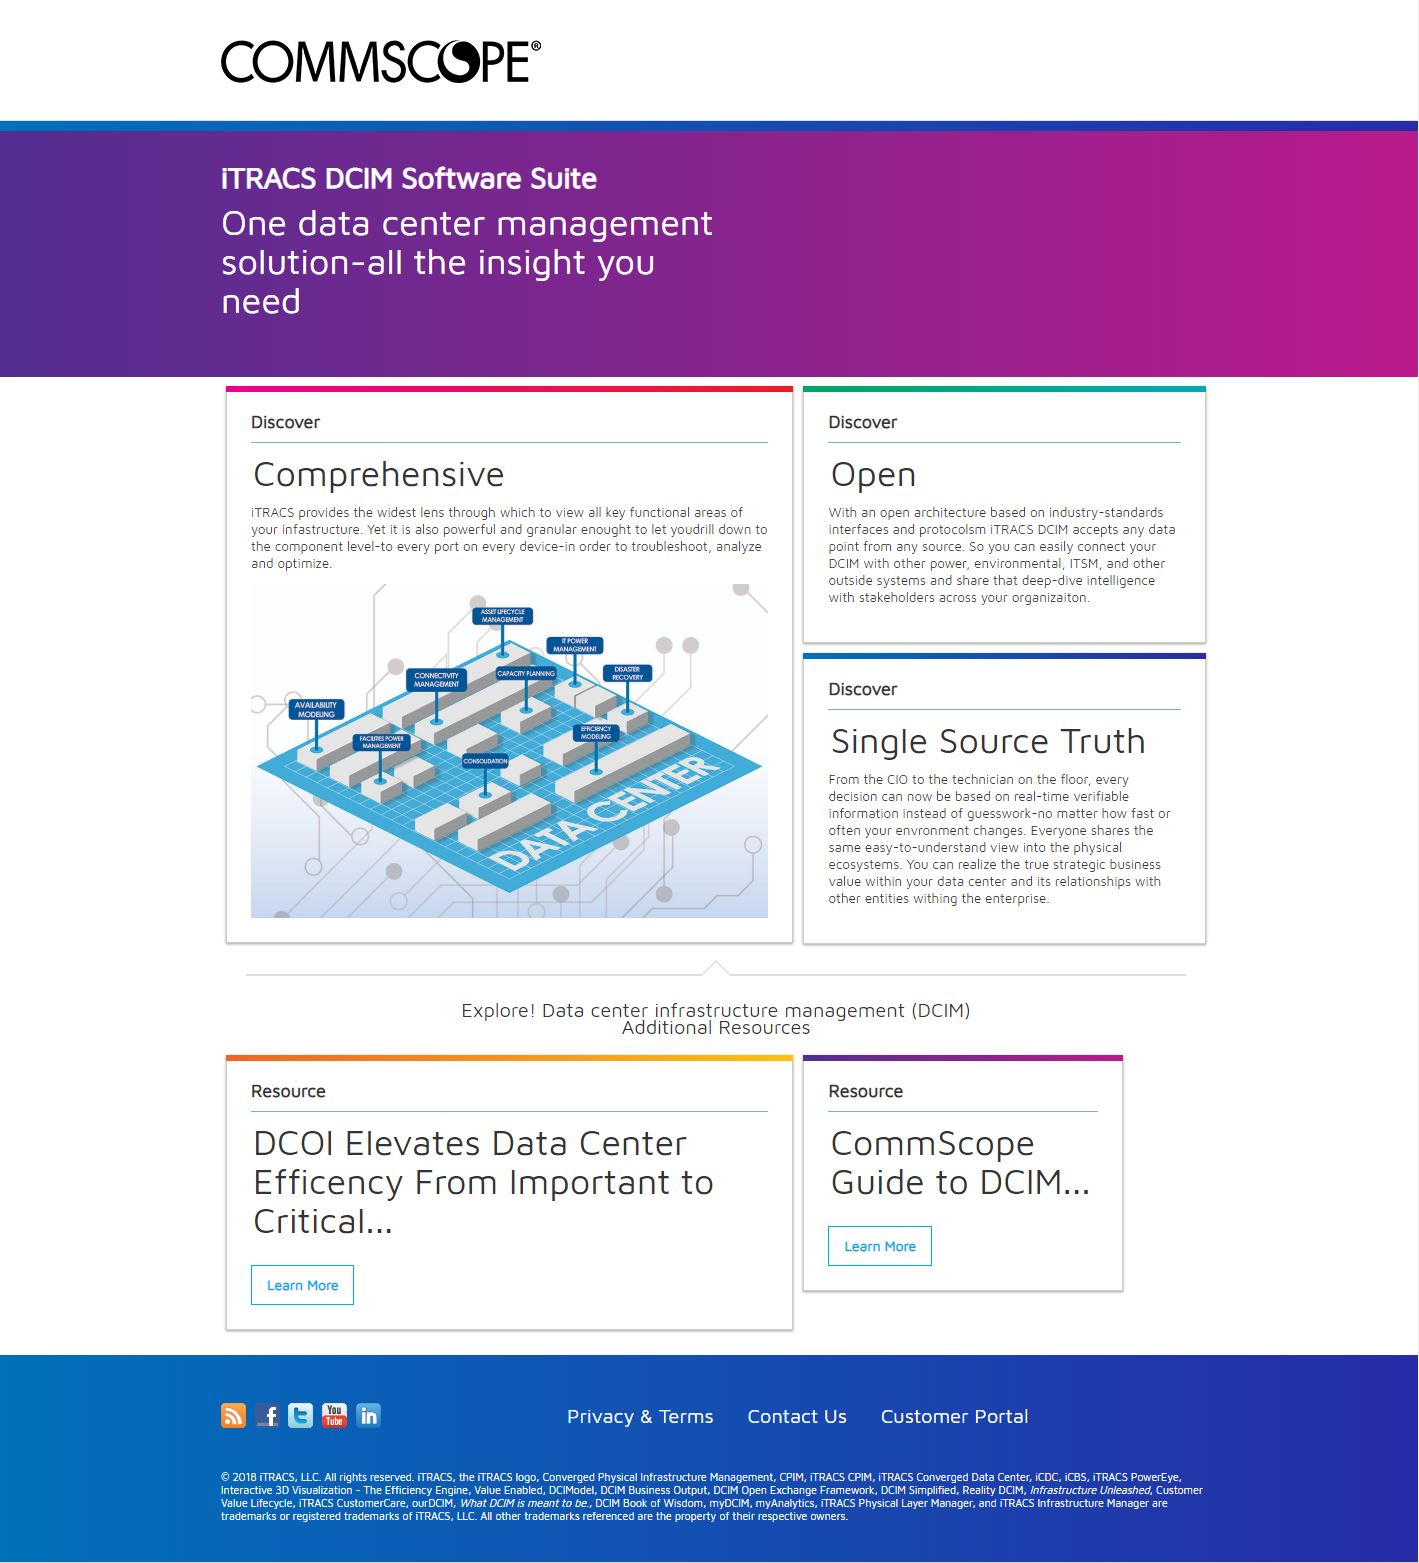 COMMSCOPE®
iTRACS DCIM Software Suite
One data center management
solution-all the insight you
need
Discover
Comprehensive
iTRACS provides the widest lens through which to view all key functional areas of
your infastructure. Yet it is also powerful and granular enought to let youdrill down to
the component level-to every port on every device-in order to troubleshoot, analyze
and optimize.
ASSET LIFECYCLE
MANAGEMENT
IT POWER
MANAGEMENT
CONNECTIVITY
MANAGEMENT
CAPACITY PLANNING
DISASTER
RECOVERY
AVAILABILITY
MODELING
FACILITIES POWER
MANAGEMENT
EFFICIENCY
MODELING
CONSOLIDATION
DATA CENTER
Discover
Open
With an open architecture based on industry-standards
interfaces and protocolsm iTRACS DCIM accepts any data
point from any source. So you can easily connect your
DCIM with other power, environmental, ITSM, and other
outside systems and share that deep-dive intelligence
with stakeholders across your organizaiton.
Discover
Single Source Truth
From the CIO to the technician on the floor, every
decision can now be based on real-time verifiable
information instead of guesswork-no matter how fast or
often your envronment changes. Everyone shares the
same easy-to-understand view into the physical
ecosystems. You can realize the true strategic business
value within your data center and its relationships with
other entities withing the enterprise.
Explore! Data center infrastructure management (DCIM)
Additional Resources
Resource
DCOI Elevates Data Center
Efficency From Important to
Critical...
Learn More
Resource
CommScope
Guide to DCIM...
Learn More
You
Tube
in
Privacy & Terms Contact Us Customer Portal
© 2018 iTRACS, LLC. All rights reserved. iTRACS, the iTRACS logo, Converged Physical Infrastructure Management, CPIM, iTRACS CPIM, iTRACS Converged Data Center, iCDC, iCBS, iTRACS PowerEye,
Interactive 3D Visualization - The Efficiency Engine, Value Enabled, DCIModel, DCIM Business Output, DCIM Open Exchange Framework, DCIM Simplified, Reality DCIM, Infrastructure Unleashed, Customer
Value Lifecycle, iTRACS CustomerCare, ourDCIM, What DCIM is meant to be., DCIM Book of Wisdom, myDCIM, myAnalytics, iTRACS Physical Layer Manager, and iTRACS Infrastructure Manager are
trademarks or registered trademarks of iTRACS, LLC. All other trademarks referenced are the property of their respective owners.